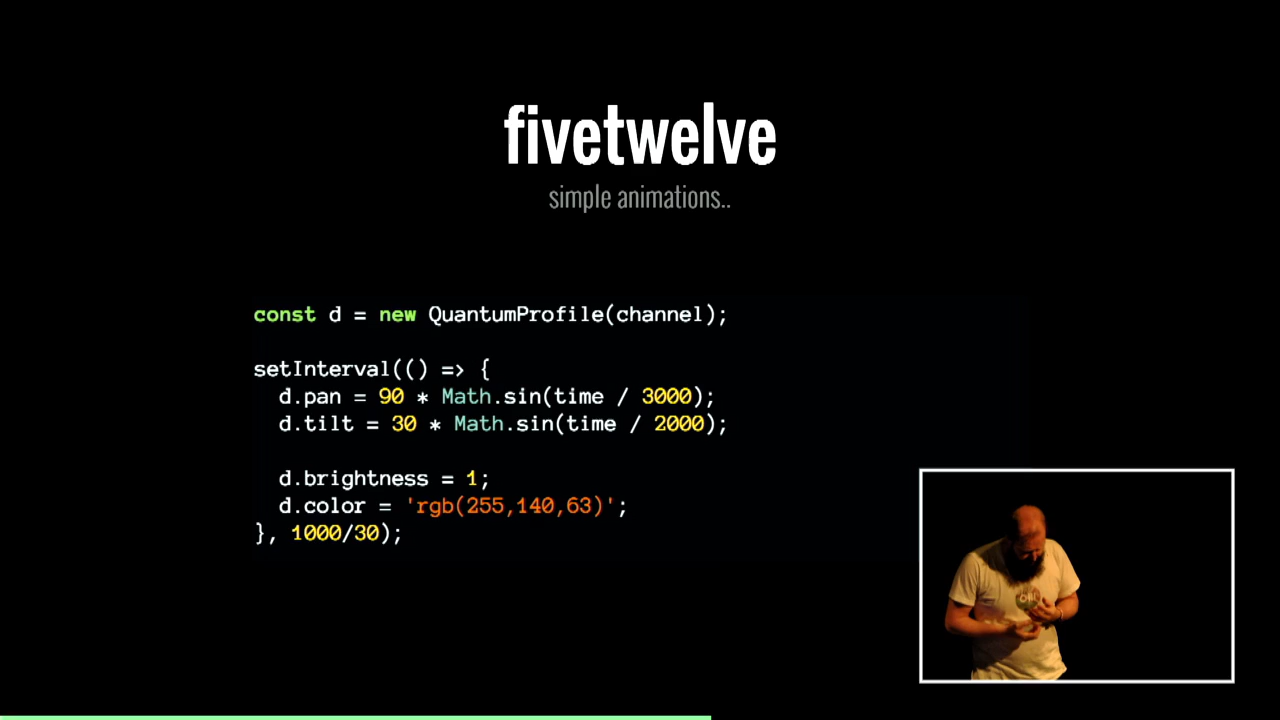 fivetwelve
simple animations..
const d = new QuantumProfile(channel);
setInterval(() => {
d.pan = 90 * Math.sin(time / 3000);
d.tilt = 30 * Math.sin(time / 2000);
d.brightness = 1;
d.color = 'rgb(255,140,63)';
}, 1000/30);